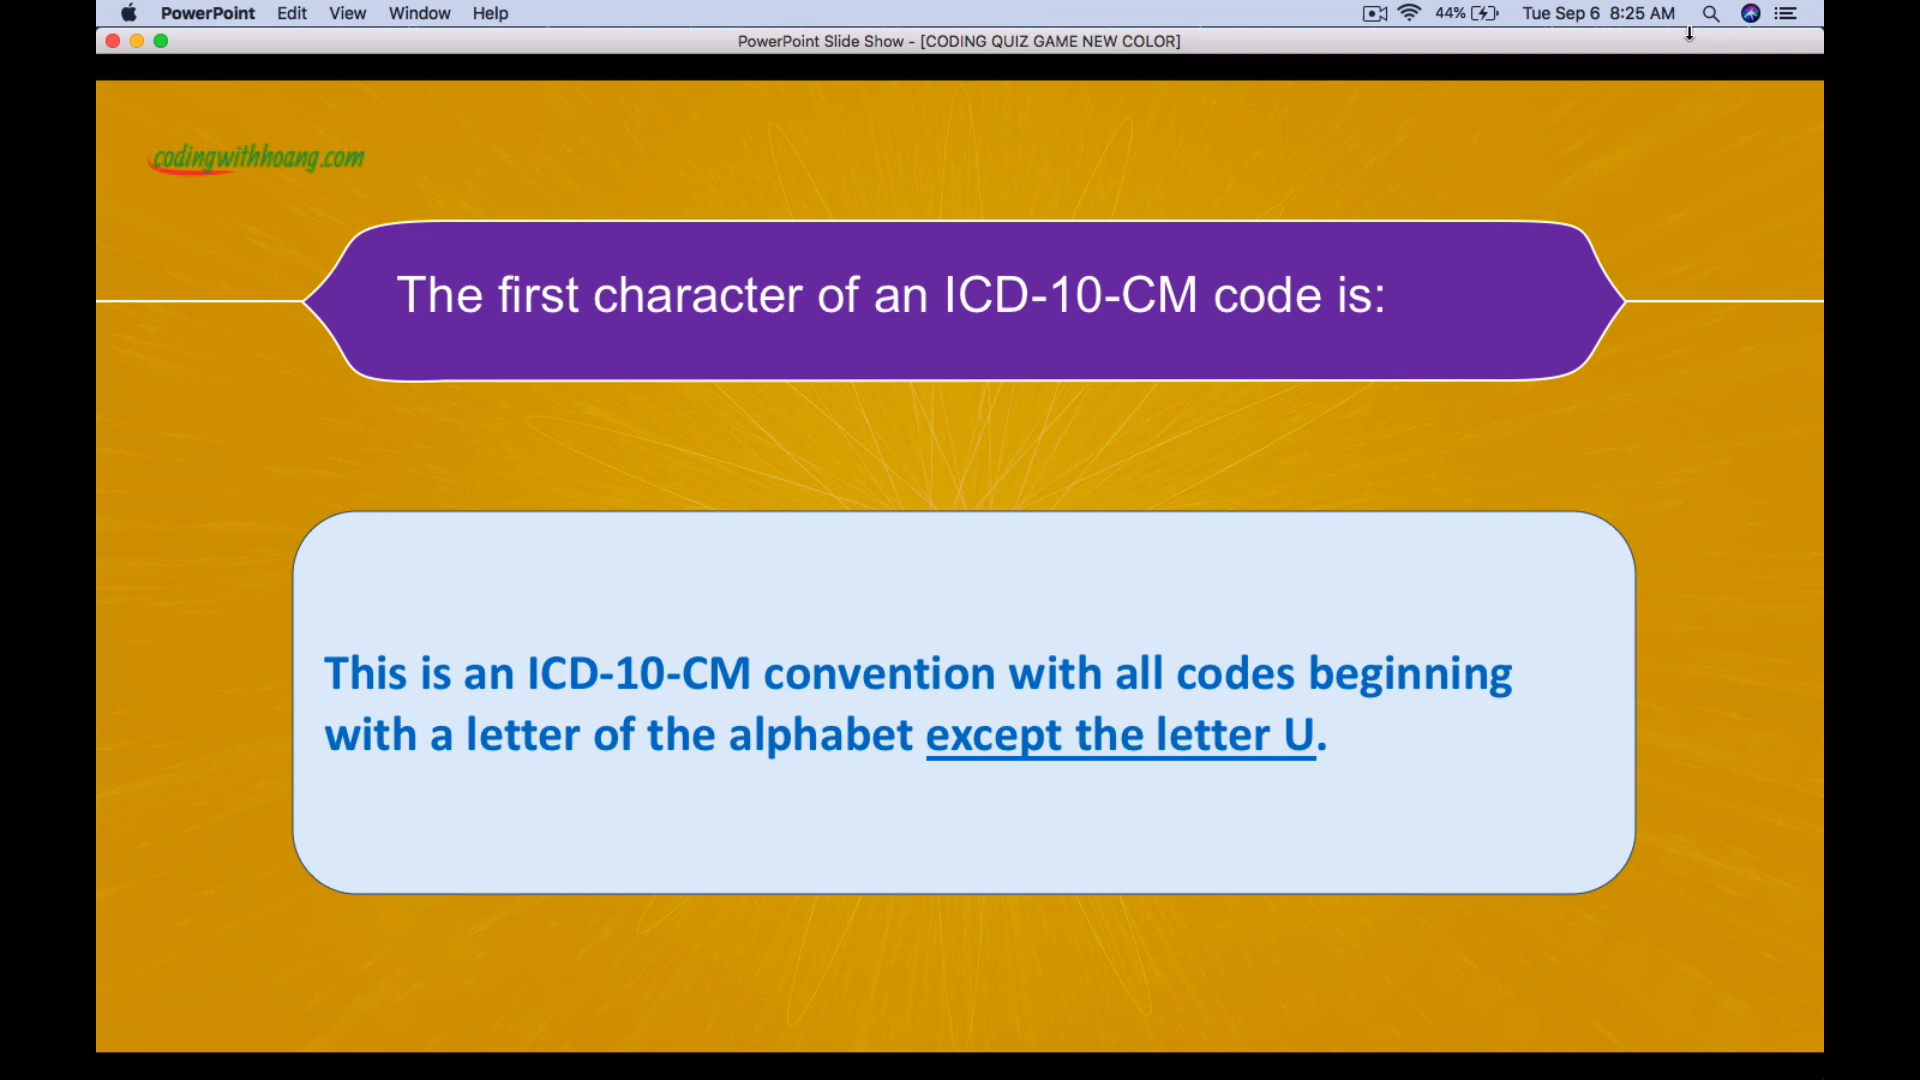 PowerPoint Edit View Window Help 44% Tue Sep 6 8:25 AM
PowerPoint Slide Show - [CODING QUIZ GAME NEW COLOR]
codingwithhoang.com
The first character of an ICD-10-CM code is:
This is an ICD-10-CM convention with all codes beginning
with a letter of the alphabet except the letter U.